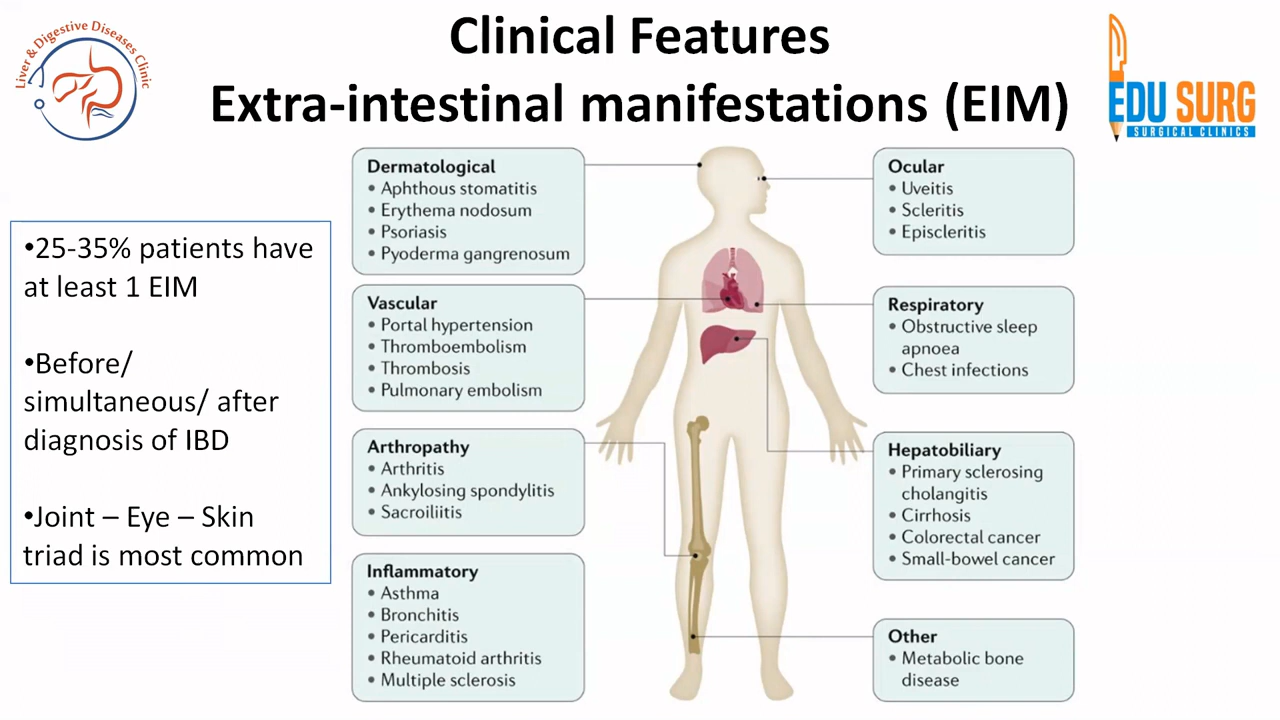 Liver & Digestive Diseases Clinic
Clinical Features
Extra-intestinal manifestations (EIM)
EDU SURG
SURGICAL CLINICS
•25-35% patients have
at least 1 EIM
•Before/
simultaneous/ after
diagnosis of IBD
•Joint – Eye – Skin
triad is most common
Dermatological
• Aphthous stomatitis
• Erythema nodosum
• Psoriasis
• Pyoderma gangrenosum
Vascular
• Portal hypertension
• Thromboembolism
• Thrombosis
• Pulmonary embolism
Arthropathy
• Arthritis
• Ankylosing spondylitis
• Sacroiliitis
Inflammatory
• Asthma
• Bronchitis
• Pericarditis
• Rheumatoid arthritis
• Multiple sclerosis
Ocular
• Uveitis
• Scleritis
• Episcleritis
Respiratory
• Obstructive sleep
apnoea
• Chest infections
Hepatobiliary
• Primary sclerosing
cholangitis
• Cirrhosis
• Colorectal cancer
• Small-bowel cancer
Other
• Metabolic bone
disease